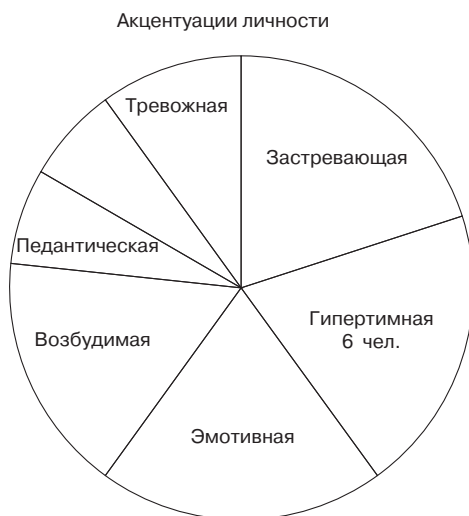 Акцентуации личности
Тревожная
Застревающая
Педантическая
Гипертимная
6 чел.
Возбудимая
Эмотивная